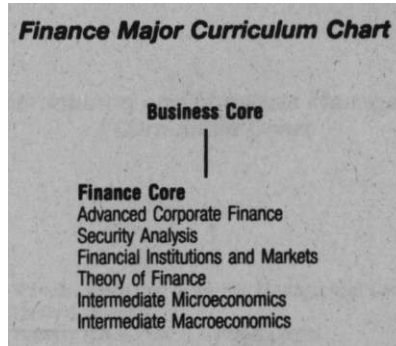 Finance Major Curriculum Chart
Business Core
Finance Core
Advanced Corporate Finance
Security Analysis
Financial Institutions and Markets
Theory of Finance
Intermediate Microeconomics
Intermediate Macroeconomics